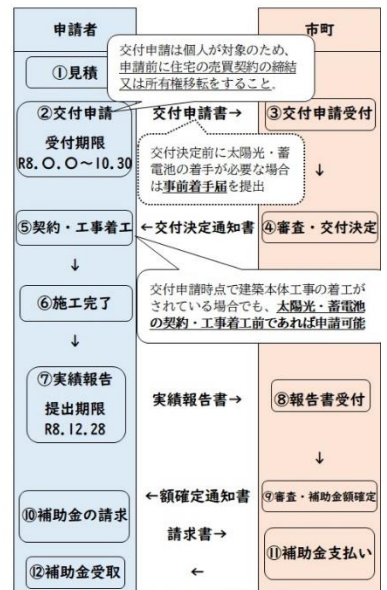 申請者
市町
交付申請は個人が対象のため、
申請前に住宅の売買契約の締結
又は所有権移転をすること.
①見積
②交付申請
受付期限
R8.○.○～10.30
交付申請書→
③交付申請受付
交付決定前に太陽光・蓄
電池の着手が必要な場合
は事前着手届を提出
↓
⑤契約・工事着工
←交付決定通知書
④審査・交付決定
↓
交付申請時点で建築本体工事の着工が
されている場合でも、太陽光・蓄電池
の契約・工事着工前であれば申請可能
⑥施工完了
↓
⑦実績報告
提出期限
R8.12.28
実績報告書→
⑧報告書受付
↓
←額確定通知書
⑨審査・補助金額確定
⑩補助金の請求
請求書→
⑪補助金支払い
⑫補助金受取
←